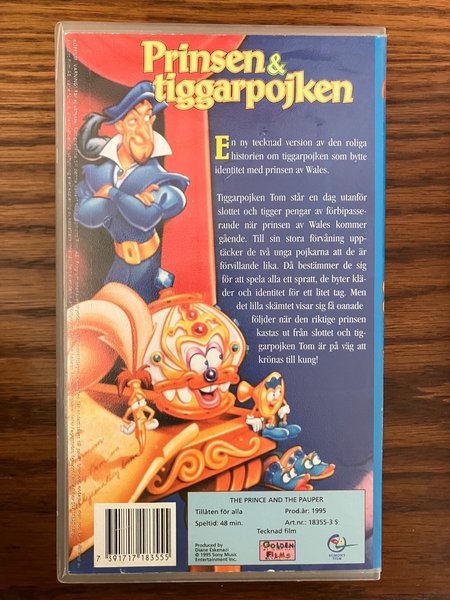 Prinsen &
tiggarpojken
En ny tecknad version av den roliga
historien om tiggarpojken som bytte
identitet med prinsen av Wales.
Tiggarpojken Tom står en dag utanför
slottet och tigger pengar av förbipasse-
rande när prinsen av Wales kommer
gående. Till sin stora förvåning upp-
täcker de två unga pojkarna att de är
förvillande lika. Då bestämmer de sig
för att spela alla ett spratt, de byter klä-
der och identitet för ett litet tag. Men
det lilla skämtet visar sig få oanade
följder när den riktige prinsen
kastas ut från slottet och tig-
garpojken Tom är på väg att
krönas till kung!
THE PRINCE AND THE PAUPER
Tillåten för alla
Prod.år: 1995
Speltid: 48 min.
Art.nr.: 18355-3 S
Tecknad film
Produced by
Diane Eskenazi
© 1995 Sony Music
Entertainment Inc.
GOLDEN
FILMS
EGMONT
FILM
7 391717 183555